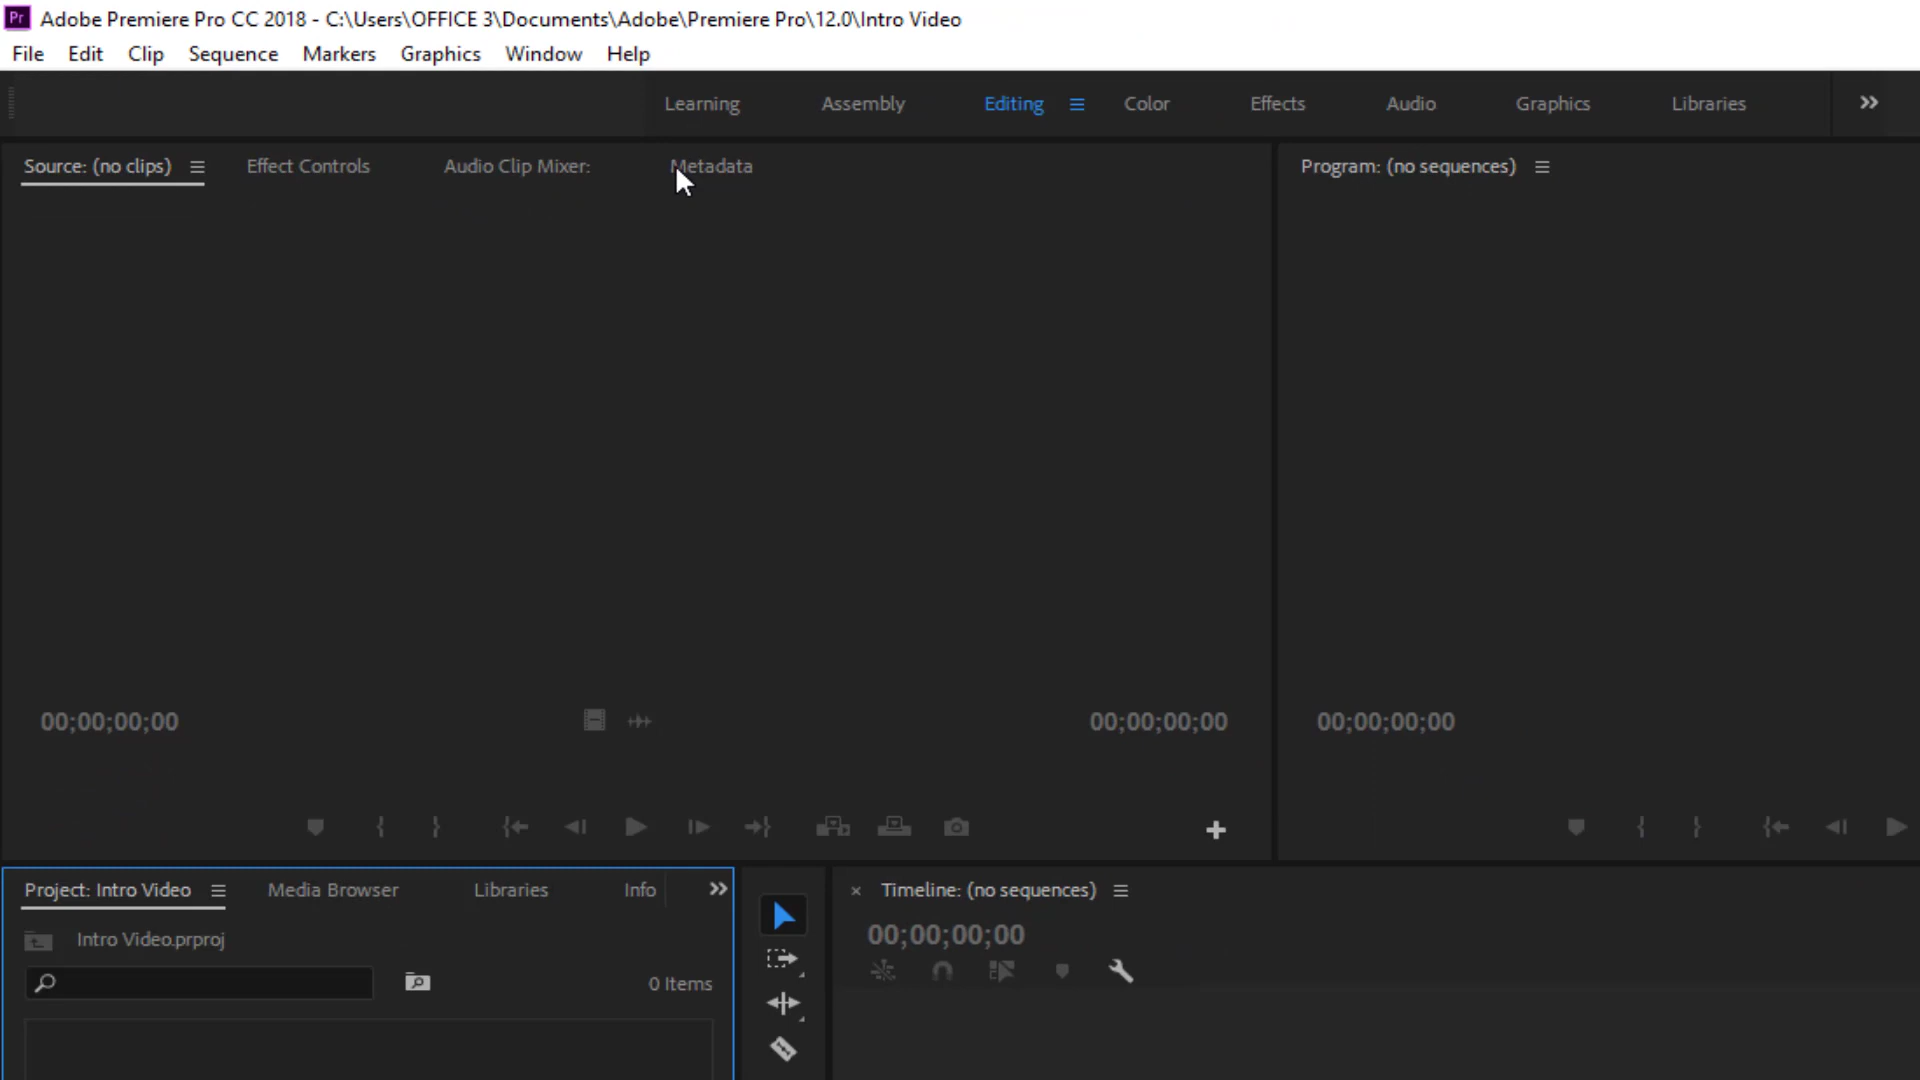 Pr Adobe Premiere Pro CC 2018 - C:\Users\OFFICE 3\Documents\Adobe\Premiere Pro\12.0\Intro Video
File Edit Clip Sequence Markers Graphics Window Help
Learning Assembly Editing Color Effects Audio Graphics Libraries
Source: (no clips) Effect Controls Audio Clip Mixer: Metadata
Program: (no sequences)
00;00;00;00 00;00;00;00
00;00;00;00
Project: Intro Video Media Browser Libraries Info
Intro Video.prproj
0 Items
Timeline: (no sequences)
00;00;00;00